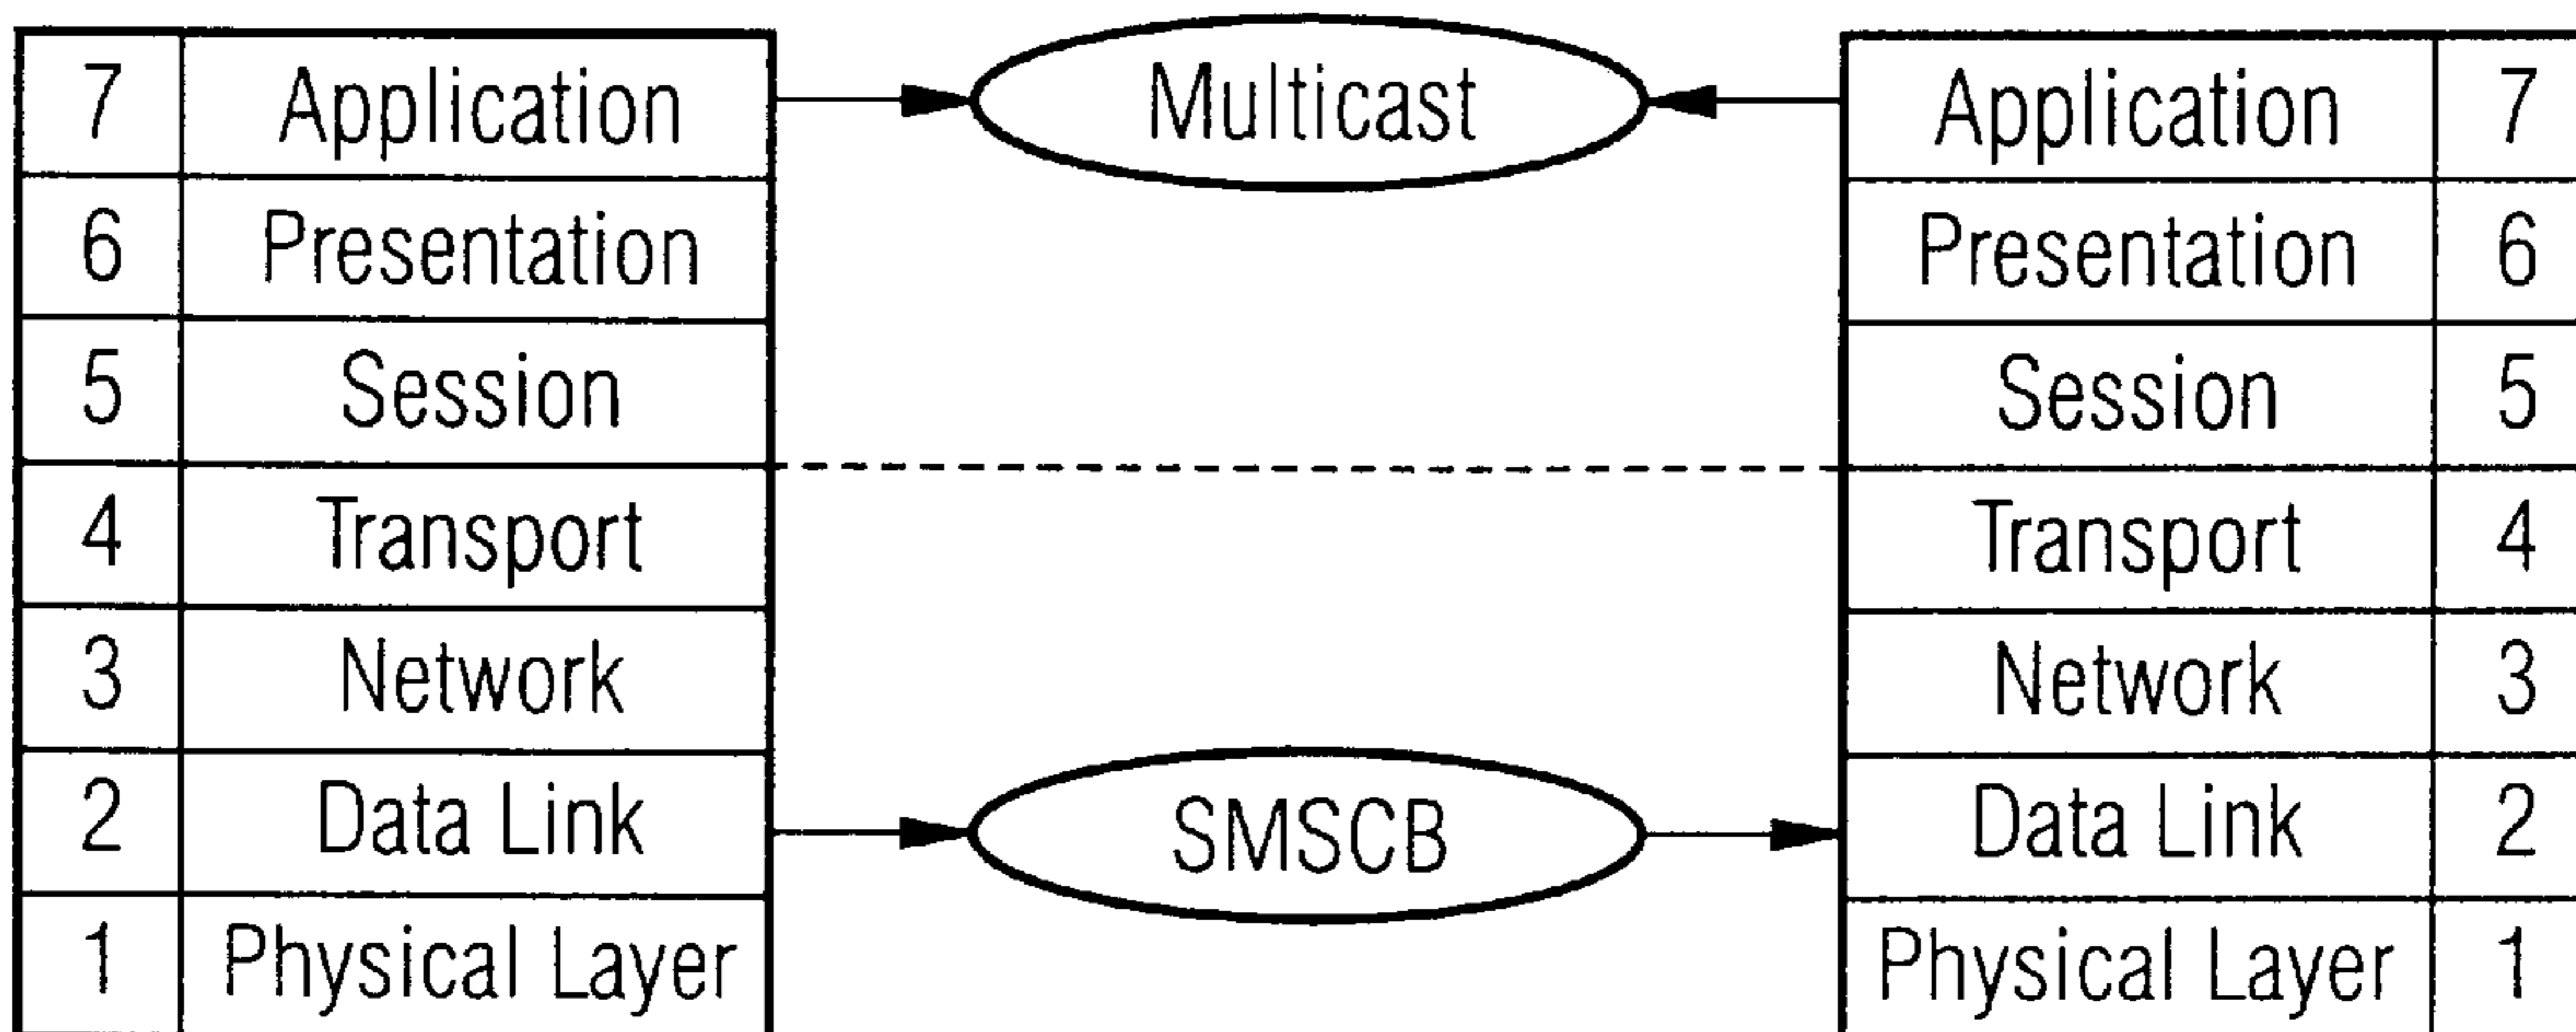 7 Application Multicast Application 7
6 Presentation Presentation 6
5 Session Session 5
4 Transport Transport 4
3 Network Network 3
2 Data Link SMSCB Data Link 2
1 Physical Layer Physical Layer 1